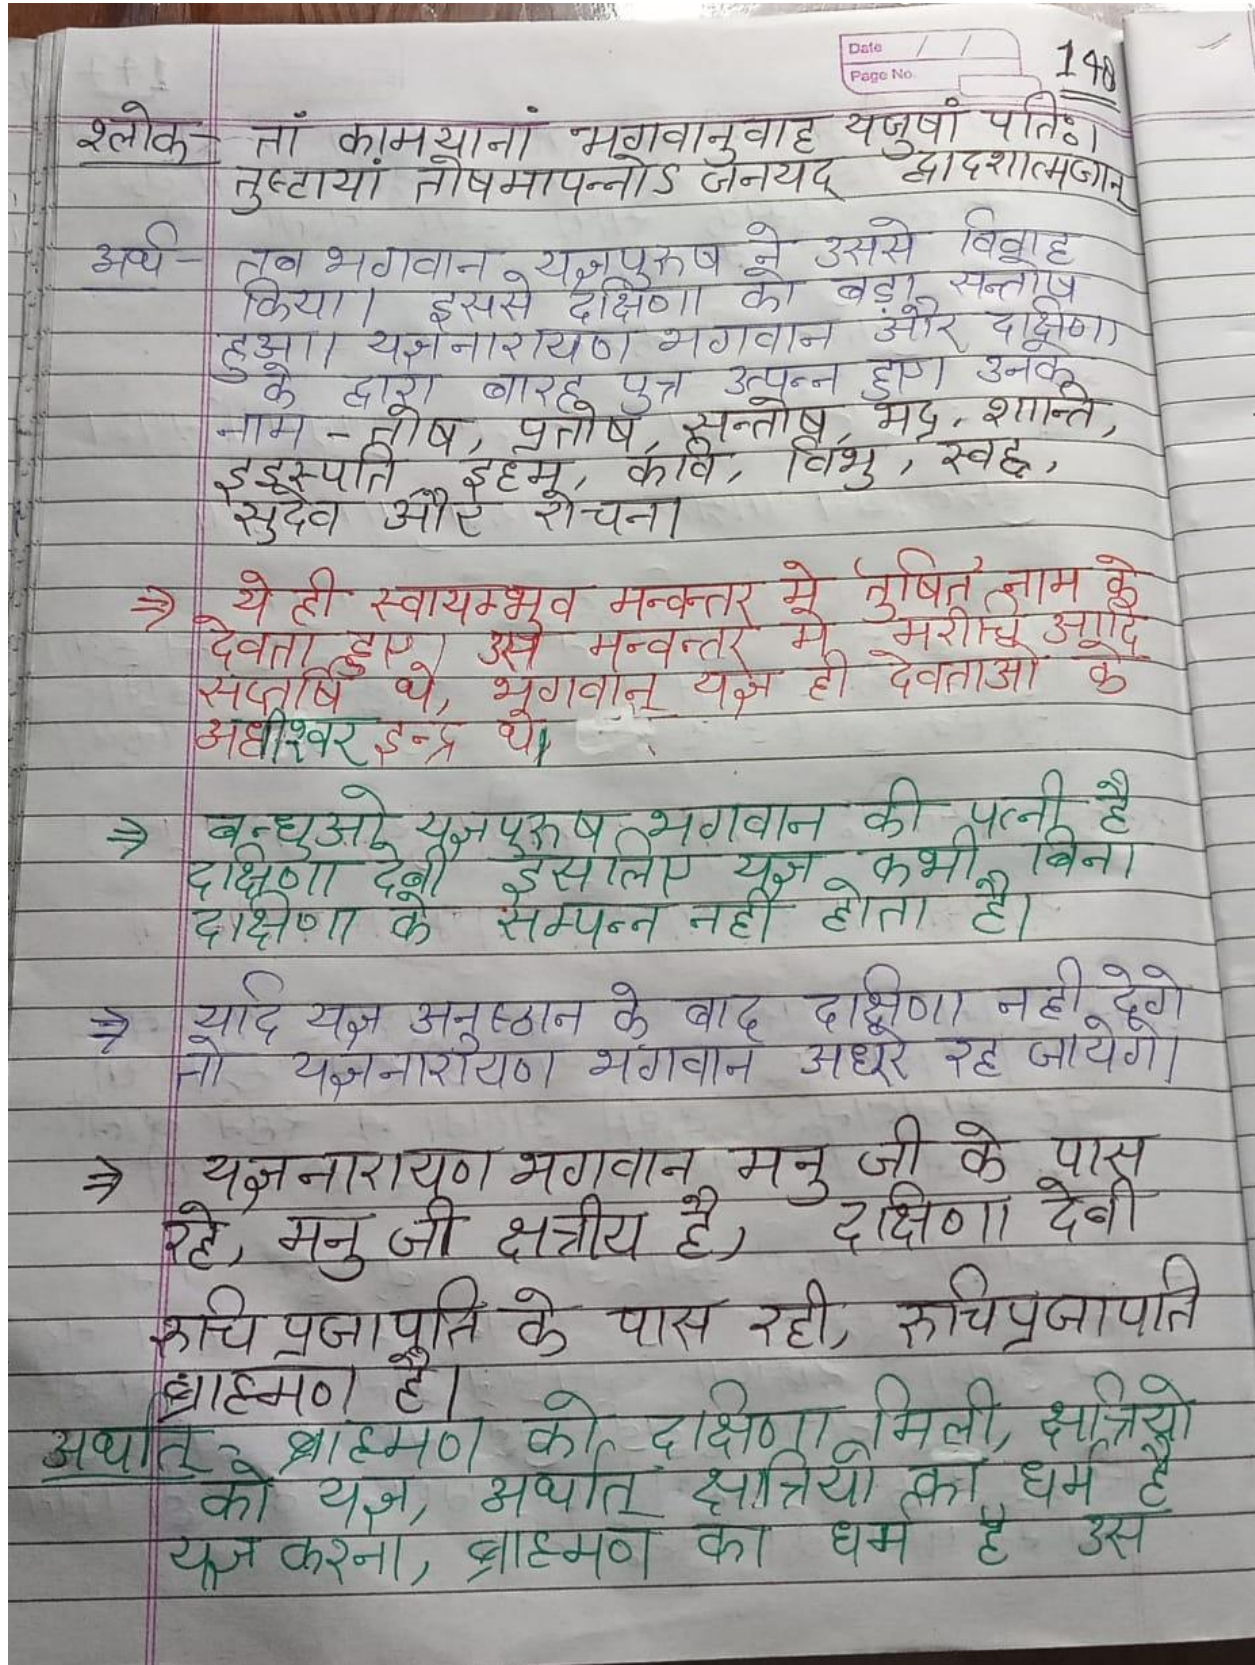 Date / /
Page No.
148
श्लोक - तां कामयानां भगवानुवाह यजुषां पतिः।
तुष्टायां तोषमापन्नोऽ जनयद् द्वादशात्मजान्
अर्थ - तब भगवान यज्ञपुरुष ने उससे विवाह
किया। इससे दक्षिणा को बड़ा सन्तोष
हुआ। यज्ञनारायण भगवान और दक्षिणा
के द्वारा बारह पुत्र उत्पन्न हुए। उनके
नाम - तोष, प्रतोष, सन्तोष, भद्र, शान्ति,
इडस्पति इध्म, कवि, विभु, स्वह्न,
सुदेव और रोचन।
⇒ ये ही स्वायम्भुव मन्वन्तर मे 'तुषित' नाम के
देवता हुए। उस मन्वन्तर मे मरीचि आदि
सप्तर्षि थे, भगवान् यज्ञ ही देवताओ के
अधीश्वर इन्द्र थे।
⇒ बन्धुओ यज्ञपुरुष भगवान की पत्नी है
दक्षिणा देवी इसलिए यज्ञ कभी बिना
दक्षिणा के सम्पन्न नही होता है।
⇒ यदि यज्ञ अनुष्ठान के बाद दक्षिणा नही देगे
तो यज्ञनारायण भगवान अधूरे रह जायेगे।
⇒ यज्ञनारायण भगवान मनु जी के पास
रहे, मनु जी क्षत्रीय है, दक्षिणा देवी
रुचि प्रजापति के पास रही, रुचिप्रजापति
ब्राह्मण है।
अर्थात् - ब्राह्मण को दक्षिणा मिली, क्षत्रियो
को यज्ञ, अर्थात् क्षत्रियो का धर्म है
यज्ञ करना, ब्राह्मण का धर्म है उस